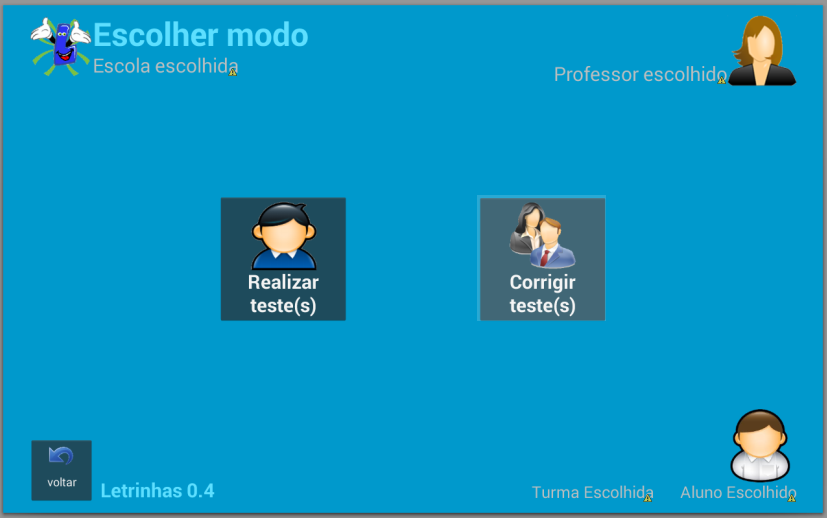 Escolher modo
Escola escolhida
Professor escolhido
Realizar
teste(s)
Corrigir
teste(s)
voltar
Letrinhas 0.4
Turma Escolhida
Aluno Escolhido